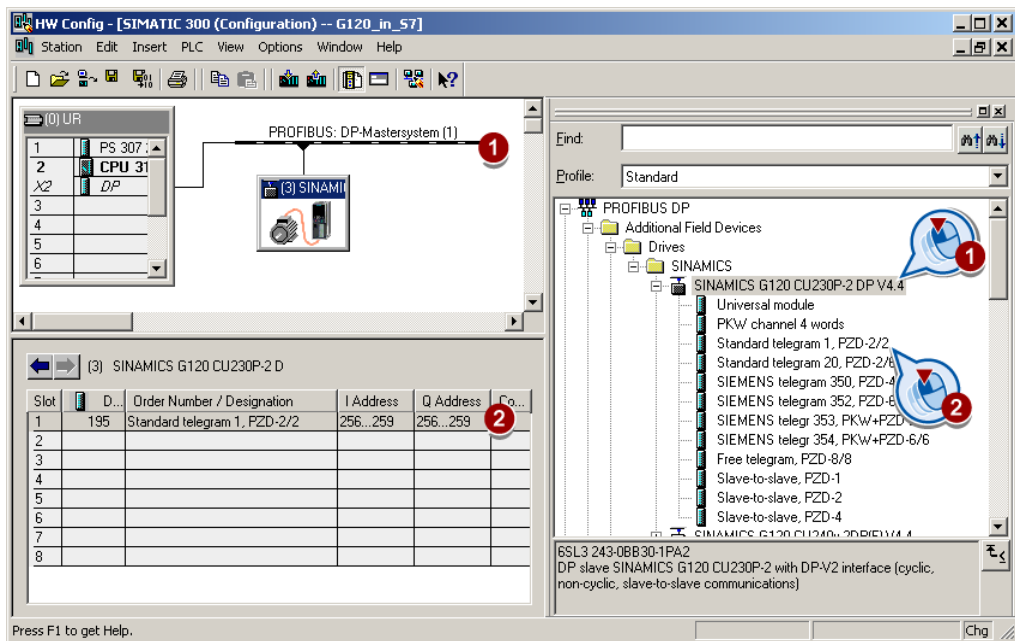 HW Config - [SIMATIC 300 (Configuration) -- G120_in_S7]
Station Edit Insert PLC View Options Window Help
(0) UR
1 PS 307
2 CPU 31
X2 DP
3
4
5
6
PROFIBUS: DP-Mastersystem (1)
1
(3) SINAMI
Find:
Profile: Standard
PROFIBUS DP
Additional Field Devices
Drives
SINAMICS
1
SINAMICS G120 CU230P-2 DP V4.4
Universal module
PKW channel 4 words
Standard telegram 1, PZD-2/2
Standard telegram 20, PZD-2/6
SIEMENS telegram 350, PZD-4
SIEMENS telegram 352, PZD-6
2
SIEMENS telegr 353, PKW+PZD
SIEMENS telegr 354, PKW+PZD-6/6
Free telegram, PZD-8/8
Slave-to-slave, PZD-1
Slave-to-slave, PZD-2
Slave-to-slave, PZD-4
SINAMICS G120
6SL3 243-0BB30-1PA2
DP slave SINAMICS G120 CU230P-2 with DP-V2 interface (cyclic,
non-cyclic, slave-to-slave communications)
(3) SINAMICS G120 CU230P-2 D
Slot D... Order Number / Designation I Address Q Address Co...
1 195 Standard telegram 1, PZD-2/2 256...259 256...259 2
2
3
4
5
6
7
8
Press F1 to get Help.
Chg